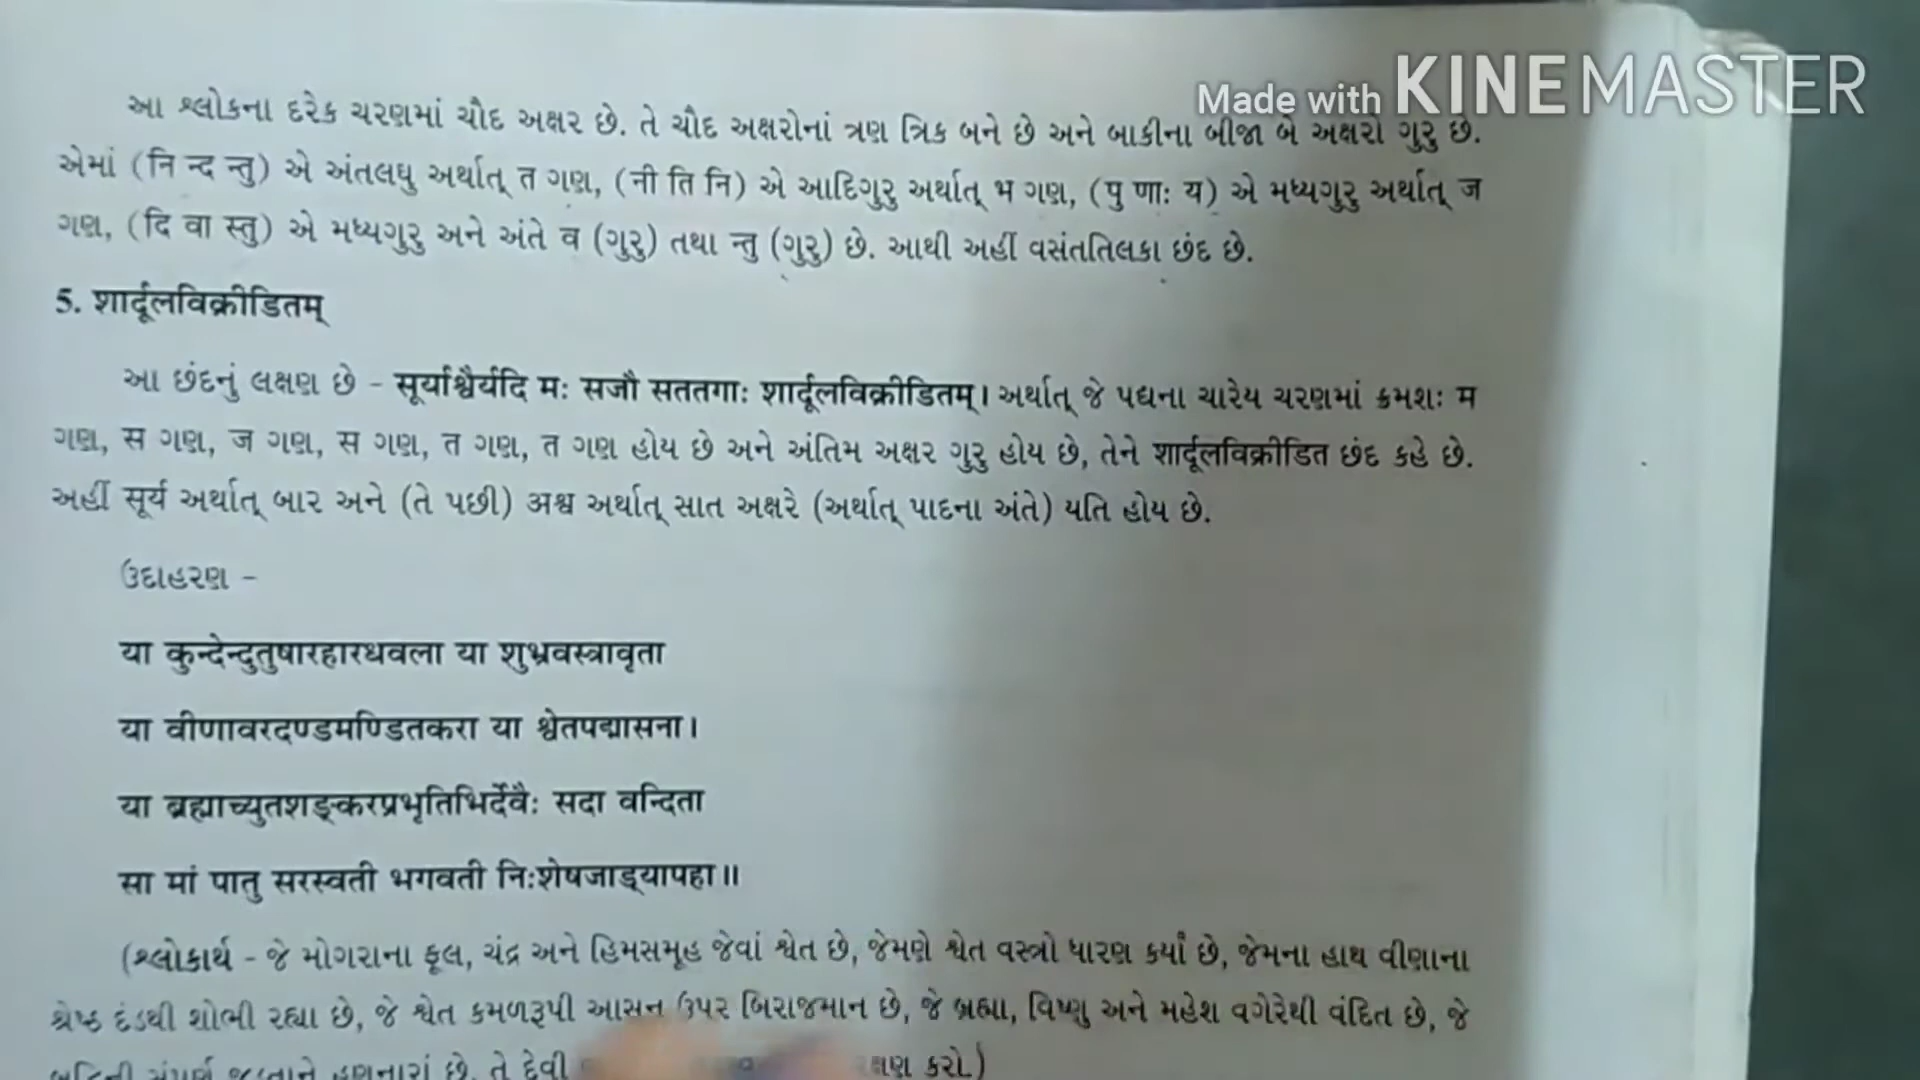 Made with KINEMASTER
આ શ્લોકના દરેક ચરણમાં ચૌદ અક્ષર છે. તે ચૌદ અક્ષરોનાં ત્રણ ત્રિક બને છે અને બાકીના બીજા બે અક્ષરો ગુરુ છે.
એમાં (नि न्द न्तु) એ અંતલઘુ અર્થાત્ त ગણ, (नी ति नि) એ આદિગુરુ અર્થાત્ भ ગણ, (पु णाः य) એ મધ્યગુરુ અર્થાત્ ज
ગણ, (दि वा स्तु) એ મધ્યગુરુ અને અંતે व (ગુરુ) તથા न्तु (ગુરુ) છે. આથી અહીં વસંતતિલકા છંદ છે.
5. शार्दूलविक्रीडितम्
આ છંદનું લક્ષણ છે - सूर्याश्वैर्यदि मः सजौ सततगाः शार्दूलविक्रीडितम्। અર્થાત્ જે પદ્યના ચારેય ચરણમાં ક્રમશઃ म
ગણ, स ગણ, ज ગણ, स ગણ, त ગણ, त ગણ હોય છે અને અંતિમ અક્ષર ગુરુ હોય છે, તેને शार्दूलविक्रीडित છંદ કહે છે.
અહીં સૂર્ય અર્થાત્ બાર અને (તે પછી) અશ્વ અર્થાત્ સાત અક્ષરે (અર્થાત્ પાદના અંતે) યતિ હોય છે.
ઉદાહરણ -
या कुन्देन्दुतुषारहारधवला या शुभ्रवस्त्रावृता
या वीणावरदण्डमण्डितकरा या श्वेतपद्मासना।
या ब्रह्माच्युतशङ्करप्रभृतिभिर्देवैः सदा वन्दिता
सा मां पातु सरस्वती भगवती निःशेषजाड्यापहा॥
(શ્લોકાર્થ - જે મોગરાના ફૂલ, ચંદ્ર અને હિમસમૂહ જેવાં શ્વેત છે, જેમણે શ્વેત વસ્ત્રો ધારણ કર્યાં છે, જેમના હાથ વીણાના
શ્રેષ્ઠ દંડથી શોભી રહ્યા છે, જે શ્વેત કમળરૂપી આસન ઉપર બિરાજમાન છે, જે બ્રહ્મા, વિષ્ણુ અને મહેશ વગેરેથી વંદિત છે, જે
છે, તે દેવી કરો.)